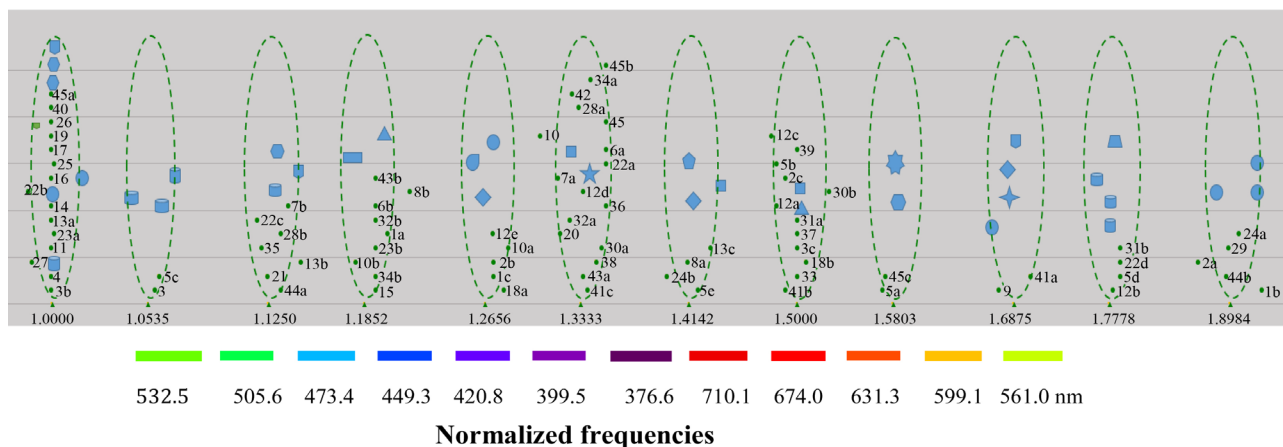 45b
34a
45a 42
40 28a
26 45
19 10 12c
17 6a 39
25 22a 5b
16 43b 7a 2c
22b 8b 12d 30b
14 7b 6b 36 12a
13a 22c 32b 32a 31a
23a 28b 1a 12e 20 37 24a
11 35 23b 10a 30a 13c 3c 31b 29
27 13b 10b 2b 38 8a 18b 22d 2a
4 5c 21 34b 1c 43a 24b 33 45c 41a 5d 44b
3b 3 44a 15 18a 41c 5e 41b 5a 9 12b 1b
1.0000 1.0535 1.1250 1.1852 1.2656 1.3333 1.4142 1.5000 1.5803 1.6875 1.7778 1.8984
532.5 505.6 473.4 449.3 420.8 399.5 376.6 710.1 674.0 631.3 599.1 561.0 nm
Normalized frequencies